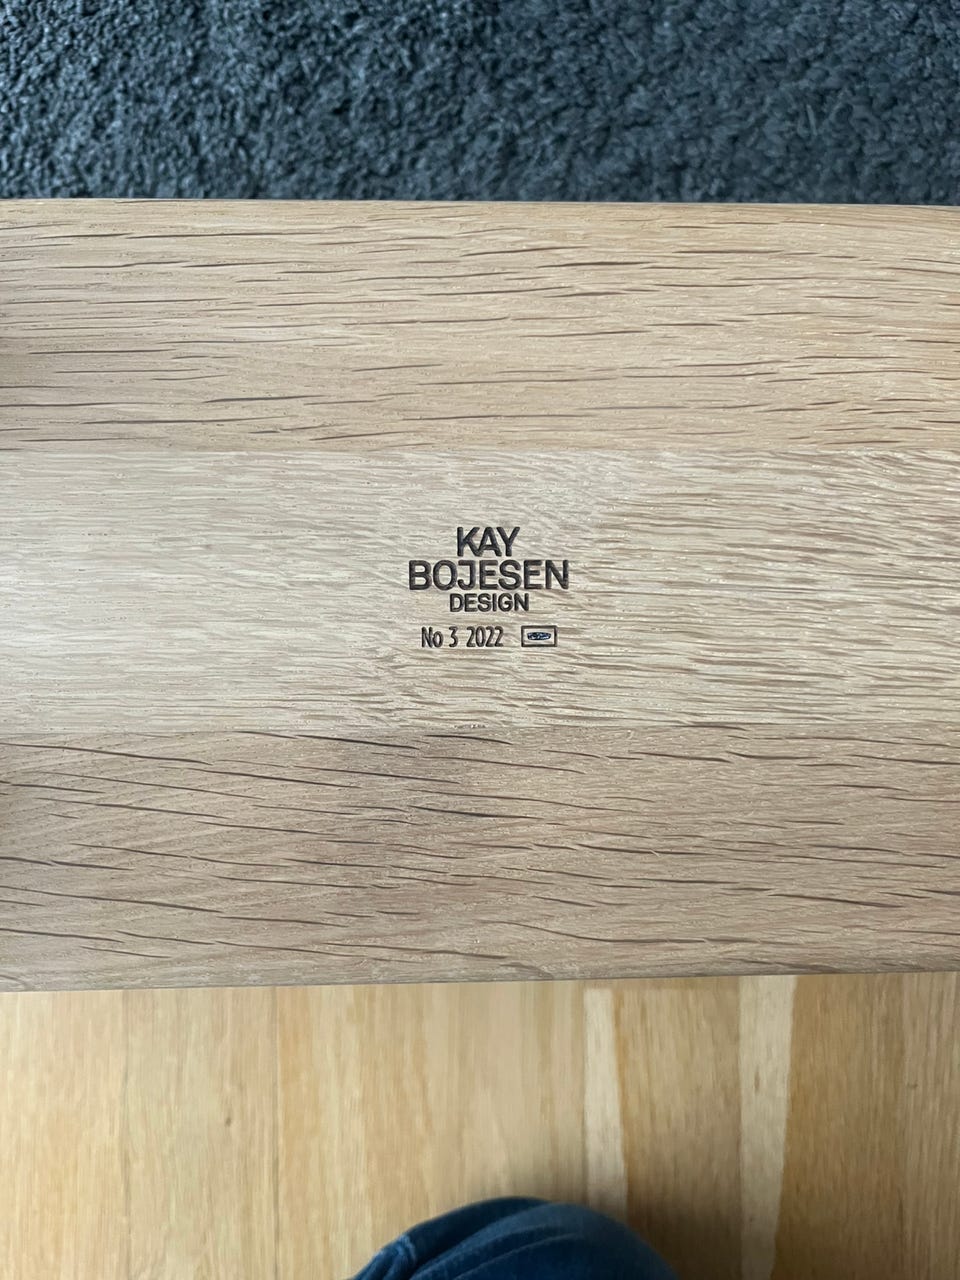 KAY
BOJESEN
DESIGN
No 3 2022